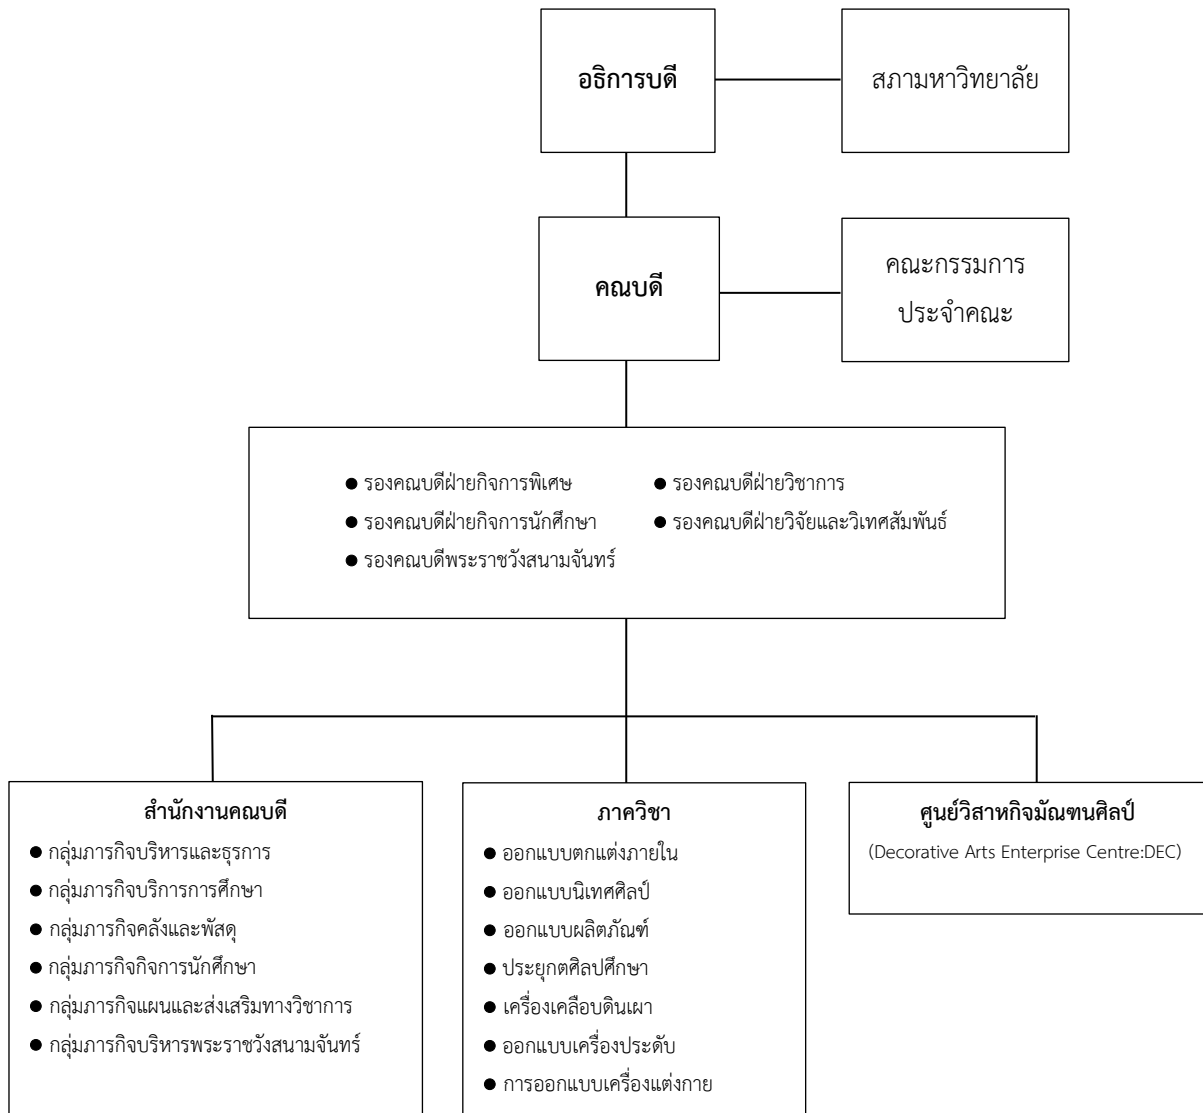 อธิการบดี
สภามหาวิทยาลัย
คณบดี
คณะกรรมการ
ประจำคณะ
● รองคณบดีฝ่ายกิจการพิเศษ
● รองคณบดีฝ่ายวิชาการ
● รองคณบดีฝ่ายกิจการนักศึกษา
● รองคณบดีฝ่ายวิจัยและวิเทศสัมพันธ์
● รองคณบดีพระราชวังสนามจันทร์
สำนักงานคณบดี
● กลุ่มภารกิจบริหารและธุรการ
● กลุ่มภารกิจบริการการศึกษา
● กลุ่มภารกิจคลังและพัสดุ
● กลุ่มภารกิจกิจการนักศึกษา
● กลุ่มภารกิจแผนและส่งเสริมทางวิชาการ
● กลุ่มภารกิจบริหารพระราชวังสนามจันทร์
ภาควิชา
● ออกแบบตกแต่งภายใน
● ออกแบบนิเทศศิลป์
● ออกแบบผลิตภัณฑ์
● ประยุกตศิลปศึกษา
● เครื่องเคลือบดินเผา
● ออกแบบเครื่องประดับ
● การออกแบบเครื่องแต่งกาย
ศูนย์วิสาหกิจมัณฑนศิลป์
(Decorative Arts Enterprise Centre:DEC)